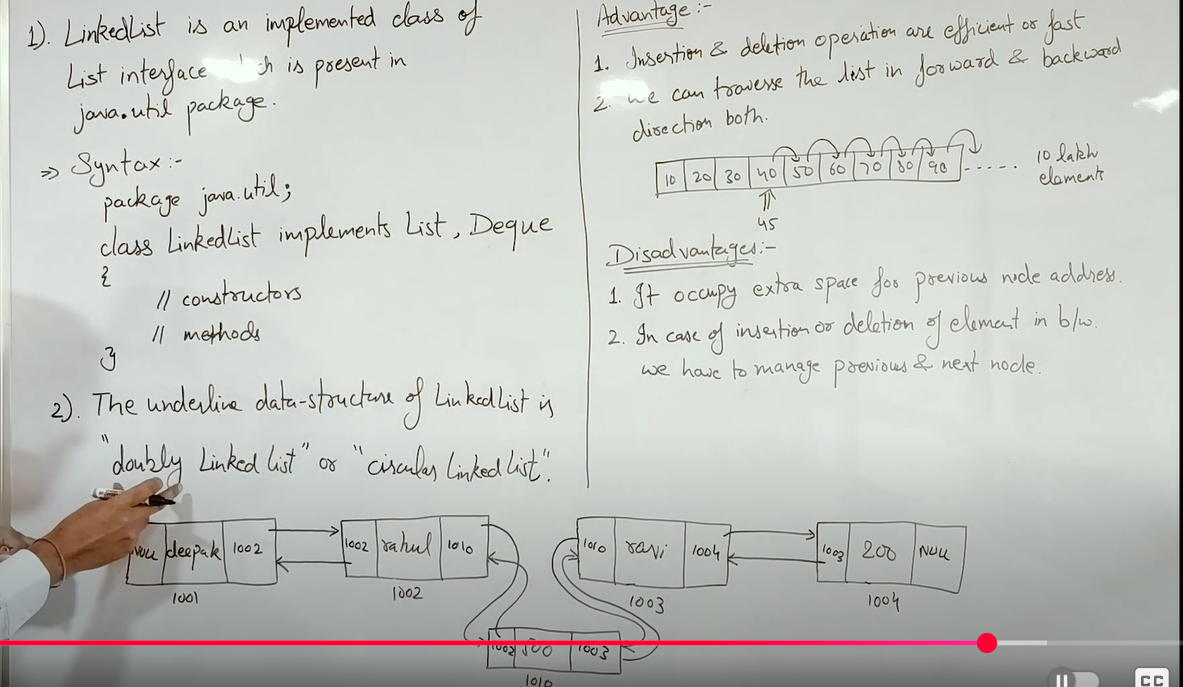 1). LinkedList is an implemented class of
List interface ch is present in
java.util package.
=> Syntax:-
package java.util;
class LinkedList implements List, Deque
{
// constructors
// methods
}
2). The underline data-structure of LinkedList is
"doubly Linked list" or "circular Linked List".
Advantage:-
1. Insertion & deletion operation are efficient or fast
2. we can traverse the list in forward & backward
direction both.
10 20 30 40 50 60 70 80 90 ......
10 lakh
elements
45
Disadvantages:-
1. It occupy extra space for previous node address.
2. In case of insertion or deletion of element in b/w.
we have to manage previous & next node.
deepak 1002
1001
1002 rahul 1010
1002
1010 ravi 1004
1003
1003 200 NULL
1004
1002 500 1003
1010
CC